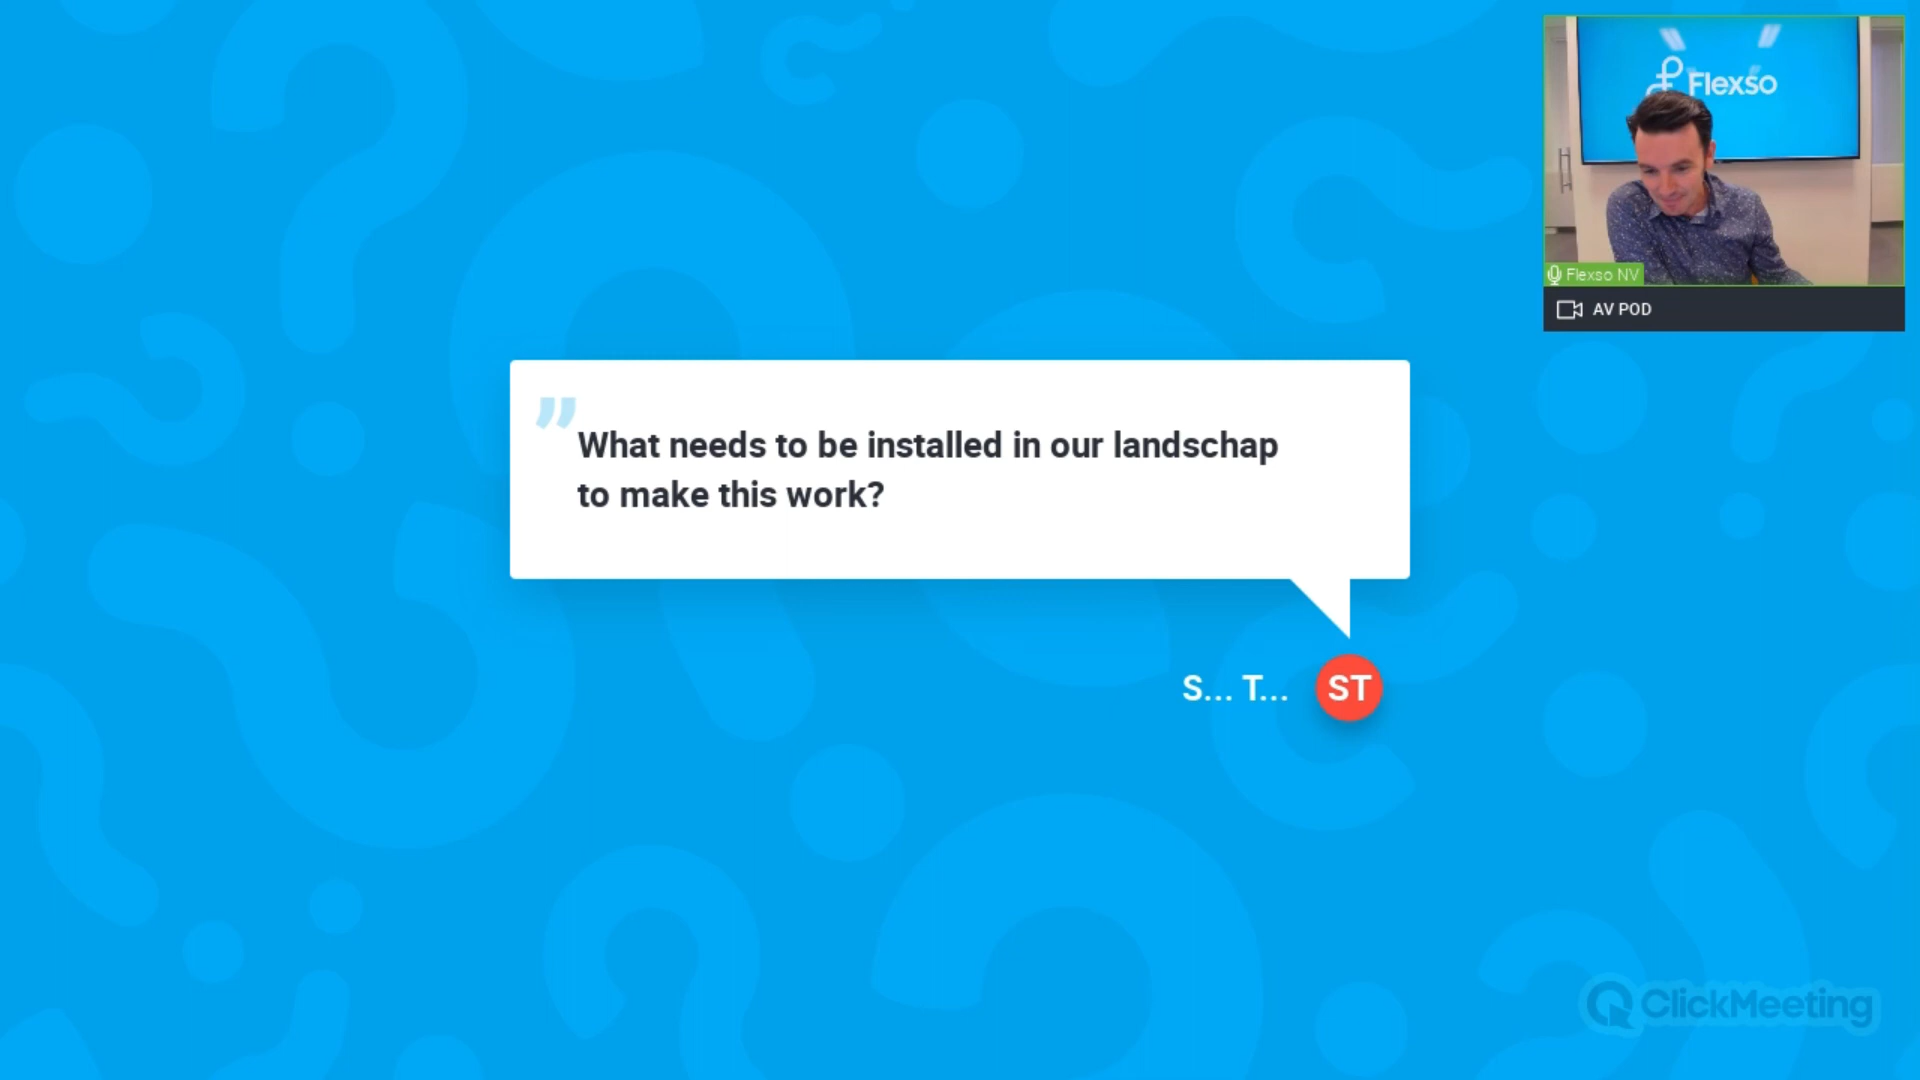 Flexso
Flexso NV
AV POD
”
What needs to be installed in our landschap
to make this work?
S... T...
ST
ClickMeeting